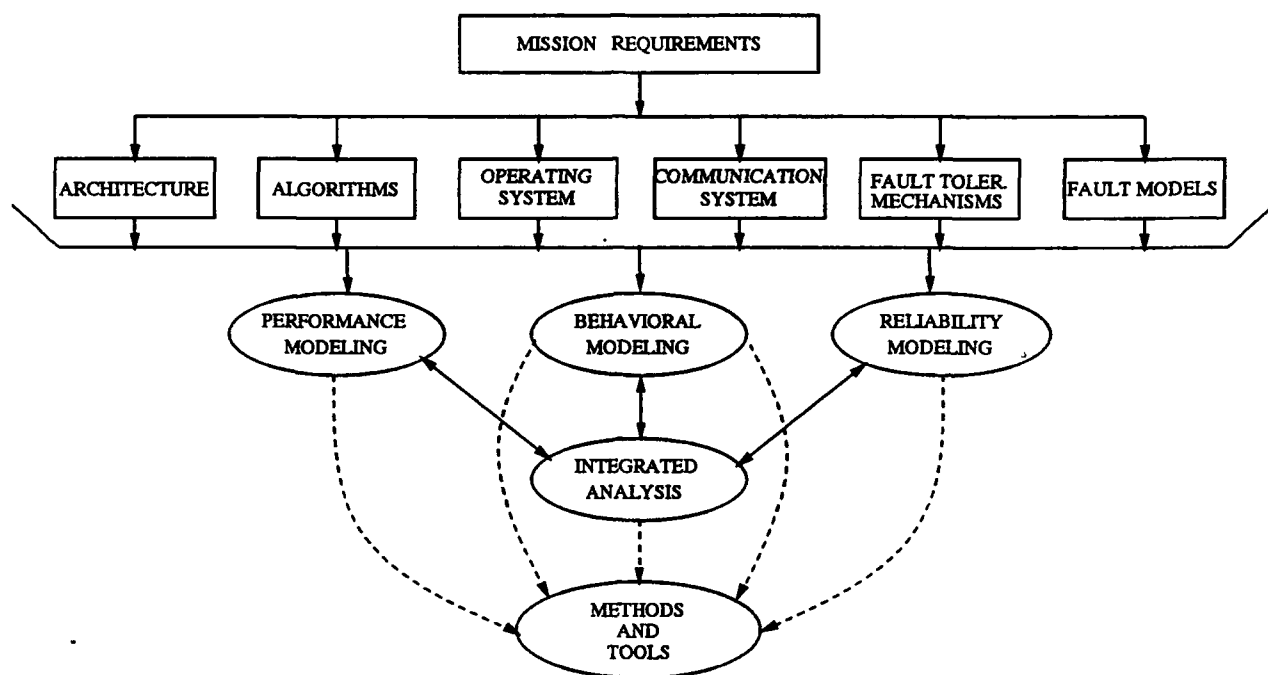 MISSION REQUIREMENTS
ARCHITECTURE
ALGORITHMS
OPERATING
SYSTEM
COMMUNICATION
SYSTEM
FAULT TOLER.
MECHANISMS
FAULT MODELS
PERFORMANCE
MODELING
BEHAVIORAL
MODELING
RELIABILITY
MODELING
INTEGRATED
ANALYSIS
METHODS
AND
TOOLS